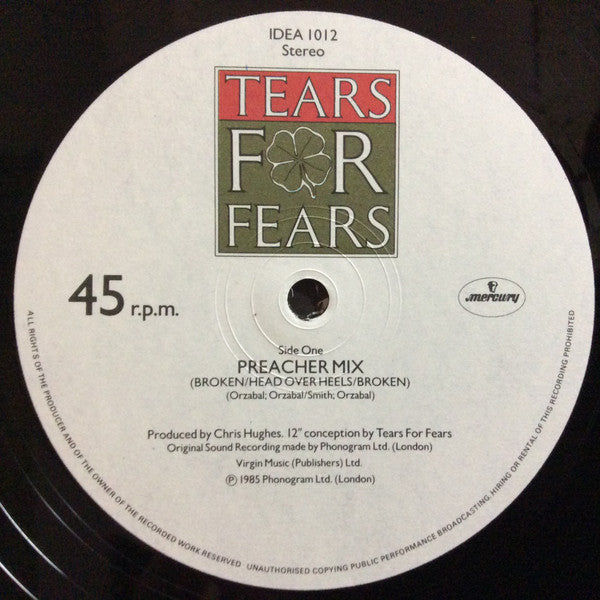 IDEA 1012
Stereo
TEARS
FOR
FEARS
45 r.p.m.
mercury
Side One
PREACHER MIX
(BROKEN/HEAD OVER HEELS/BROKEN)
(Orzabal; Orzabal/Smith; Orzabal)
Produced by Chris Hughes. 12" conception by Tears For Fears
Original Sound Recording made by Phonogram Ltd. (London)
Virgin Music (Publishers) Ltd.
℗ 1985 Phonogram Ltd. (London)
ALL RIGHTS OF THE PRODUCER AND OF THE OWNER OF THE RECORDED WORK RESERVED UNAUTHORISED COPYING PUBLIC PERFORMANCE BROADCASTING. HIRING OR RENTAL OF THIS RECORDING PROHIBITED